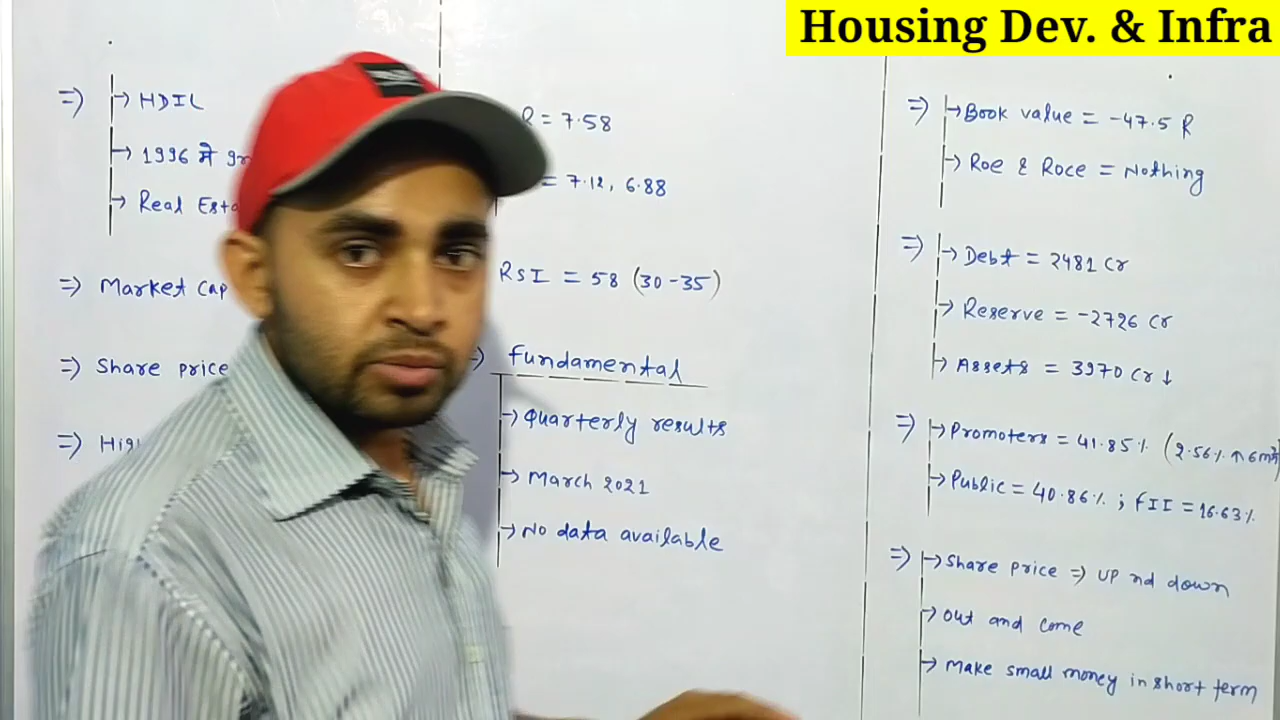 Housing Dev. & Infra
=> -> HDIL
-> 1996 में
-> Real
=> Market Cap
=> Share price
=>
R = 7.58
= 7.12, 6.88
RSI = 58 (30-35)
=> Fundamental
-> Quarterly results
-> March 2021
-> No data available
=> -> Book value = -47.5 R
-> Roe & Roce = Nothing
=> -> Debt = 2481 Cr
-> Reserve = -2726 Cr
-> Assets = 3970 Cr ↓
=> -> Promoters = 41.85% (2.56% ↑ 6m
-> Public = 40.86% ; FII = 16.63%
=> -> Share price => UP nd down
-> Out and come
-> Make small money in short term